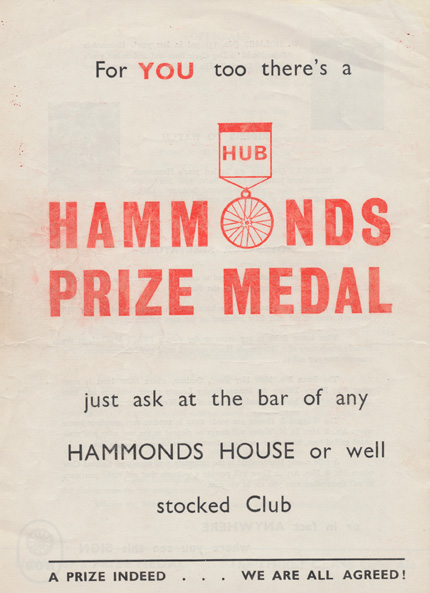 For YOU too there's a
HUB
HAMMONDS
PRIZE MEDAL
just ask at the bar of any
HAMMONDS HOUSE or well
stocked Club
A PRIZE INDEED . . . WE ARE ALL AGREED!